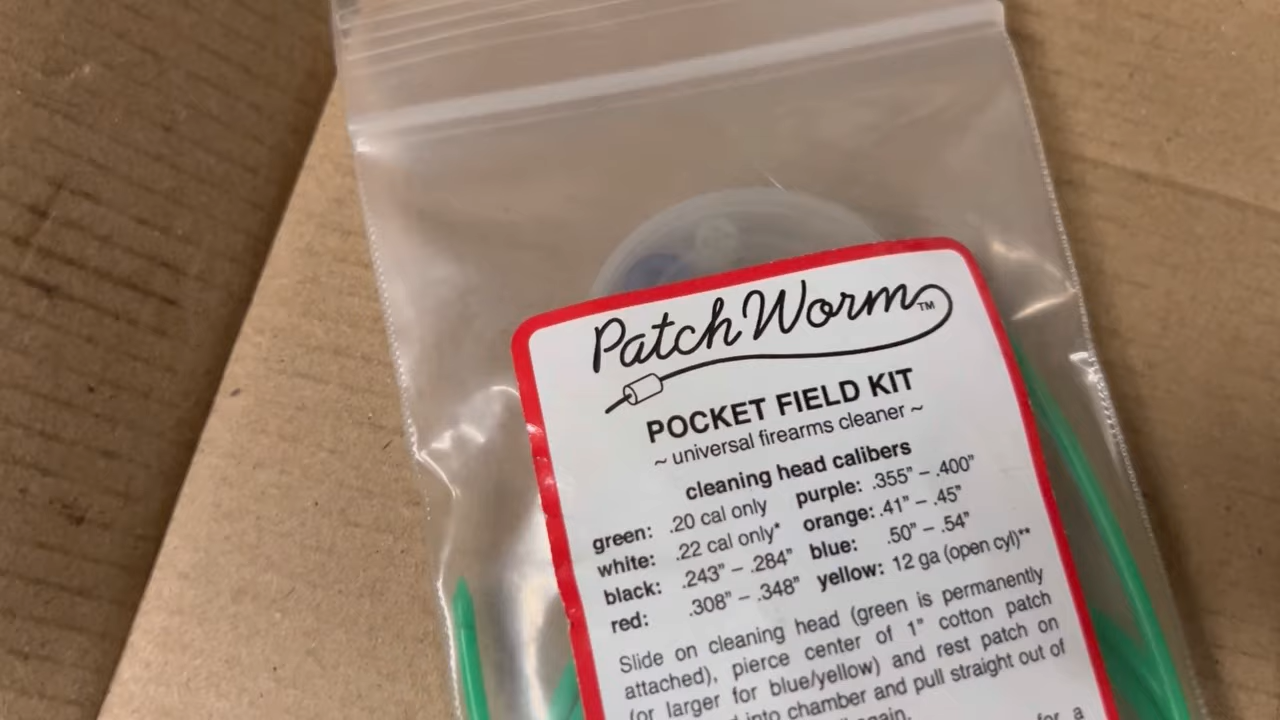 PatchWorm™
POCKET FIELD KIT
~ universal firearms cleaner ~
cleaning head calibers
green: .20 cal only purple: .355” – .400”
white: .22 cal only* orange: .41” – .45”
black: .243” – .284” blue: .50” – .54”
red: .308” – .348” yellow: 12 ga (open cyl)**
Slide on cleaning head (green is permanently
attached), pierce center of 1” cotton patch
(or larger for blue/yellow) and rest patch on
into chamber and pull straight out of
again.
for a